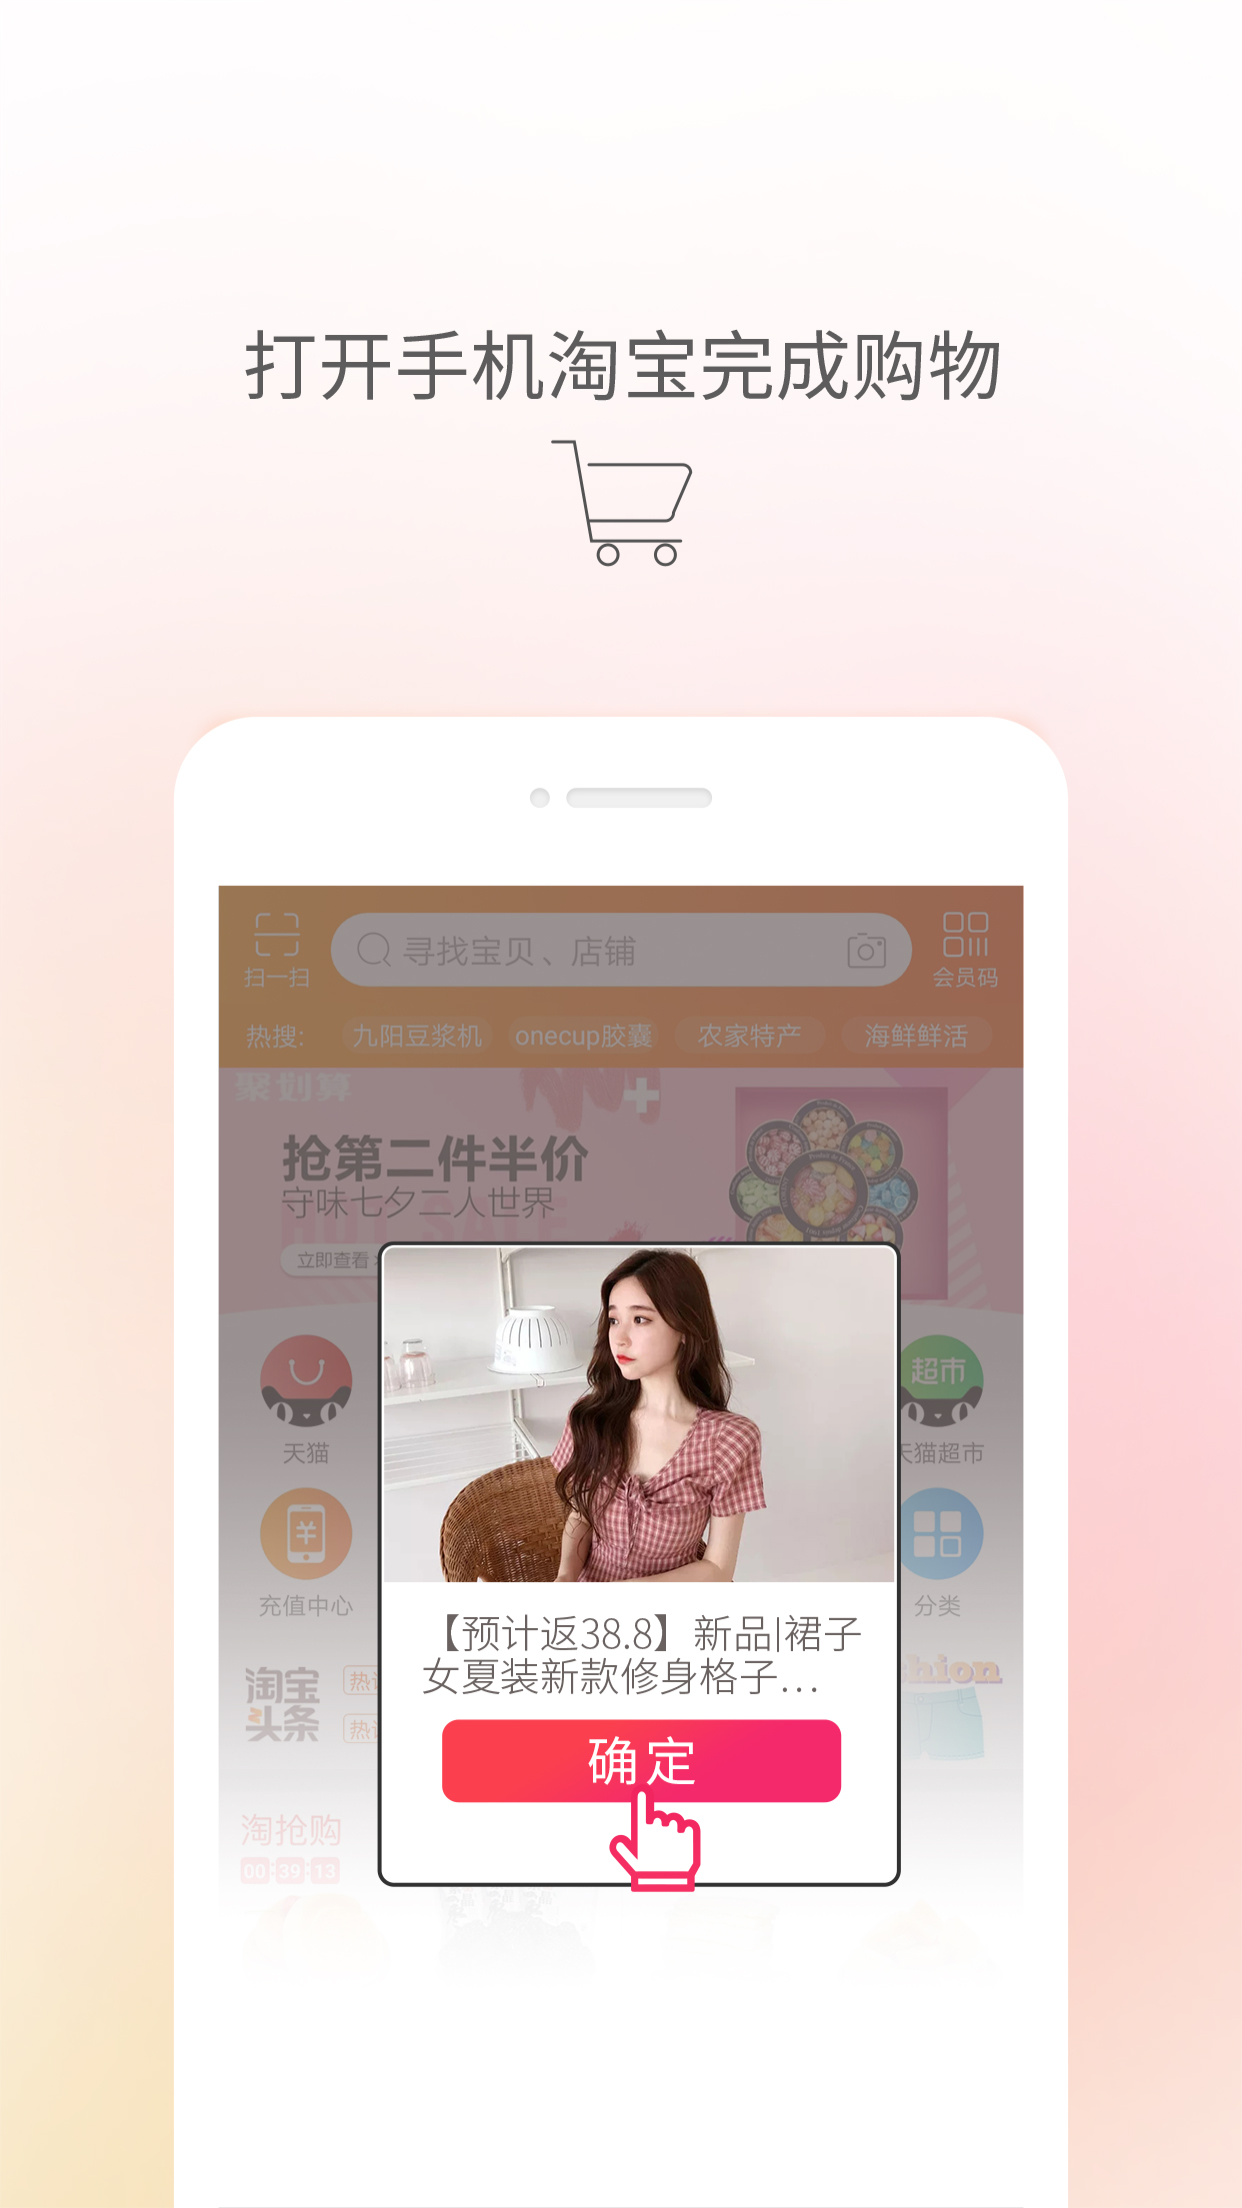 打开手机淘宝完成购物
寻找宝贝、店铺
扫一扫
会员码
热搜: 九阳豆浆机 onecup胶囊 农家特产 海鲜鲜活
聚划算
抢第二件半价
守味七夕二人世界
立即查看
超市
天猫
天猫超市
充值中心
分类
【预计返38.8】新品|裙子
女夏装新款修身格子...
淘宝
头条
热
热
确定
淘抢购
00:39:13